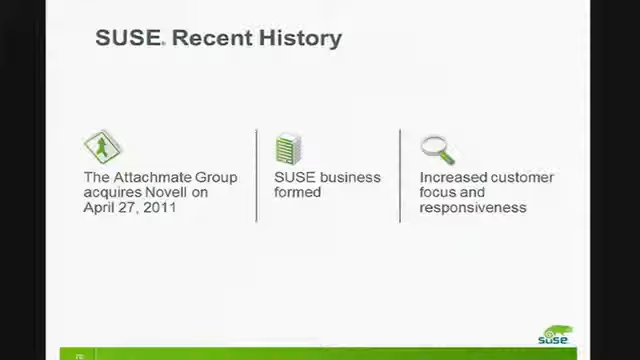 SUSE® Recent History
The Attachmate Group
acquires Novell on
April 27, 2011
SUSE business
formed
Increased customer
focus and
responsiveness
SUSE